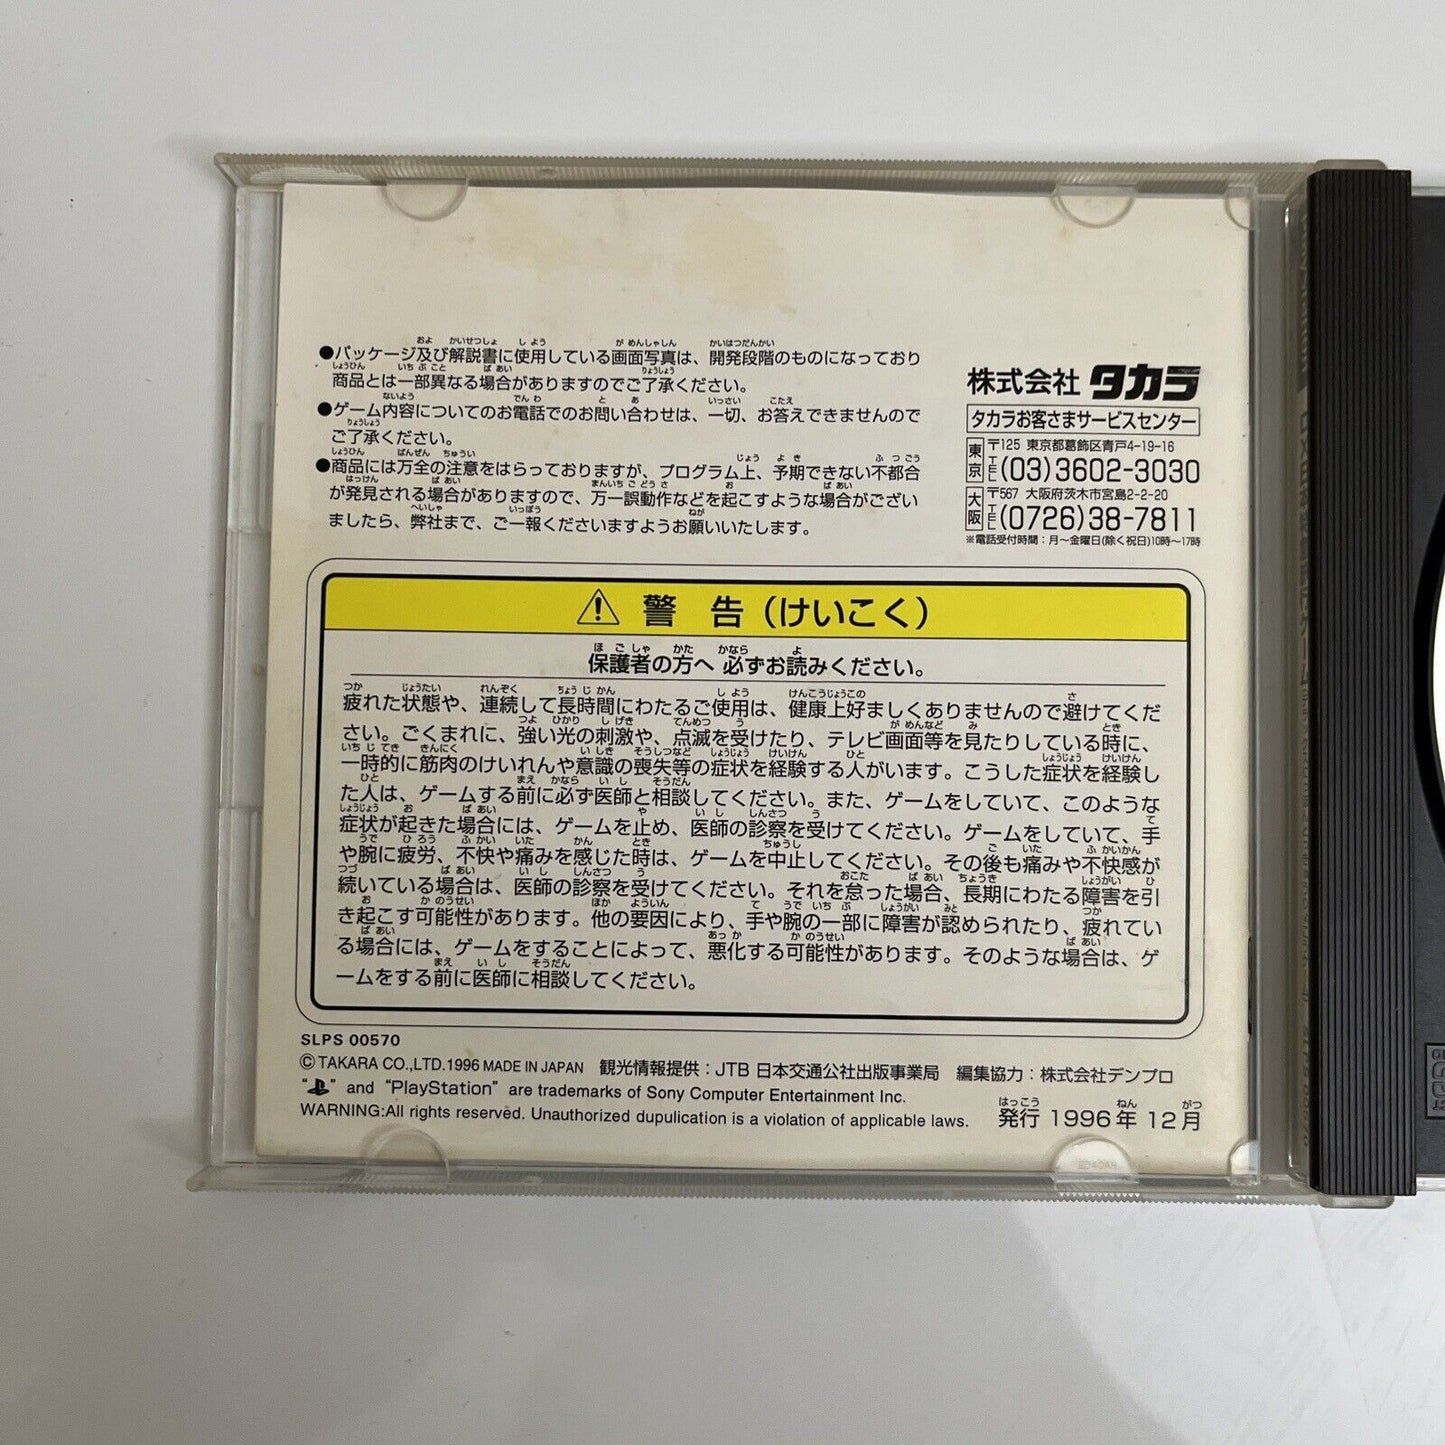 ●パッケージ及び解説書に使用している画面写真は、開発段階のものになっており
商品とは一部異なる場合がありますのでご了承ください。
●ゲーム内容についてのお電話でのお問い合わせは、一切、お答えできませんので
ご了承ください。
●商品には万全の注意をはらっておりますが、プログラム上、予期できない不都合
が発見される場合がありますので、万一誤動作などを起こすような場合がござい
ましたら、弊社まで、ご一報くださいますようお願いいたします。
株式会社 タカラ
タカラお客さまサービスセンター
東京 〒125 東京都葛飾区青戸4-19-16
TEL (03)3602-3030
大阪 〒567 大阪府茨木市宮島2-2-20
TEL (0726)38-7811
※電話受付時間：月〜金曜日(除く祝日)10時〜17時
警 告（けいこく）
保護者の方へ 必ずお読みください。
疲れた状態や、連続して長時間にわたるご使用は、健康上好ましくありませんので避けてくだ
さい。ごくまれに、強い光の刺激や、点滅を受けたり、テレビ画面等を見たりしている時に、
一時的に筋肉のけいれんや意識の喪失等の症状を経験する人がいます。こうした症状を経験し
た人は、ゲームする前に必ず医師と相談してください。また、ゲームをしていて、このような
症状が起きた場合には、ゲームを止め、医師の診察を受けてください。ゲームをしていて、手
や腕に疲労、不快や痛みを感じた時は、ゲームを中止してください。その後も痛みや不快感が
続いている場合は、医師の診察を受けてください。それを怠った場合、長期にわたる障害を引
き起こす可能性があります。他の要因により、手や腕の一部に障害が認められたり、疲れてい
る場合には、ゲームをすることによって、悪化する可能性があります。そのような場合は、ゲ
ームをする前に医師に相談してください。
SLPS 00570
©TAKARA CO.,LTD.1996 MADE IN JAPAN 観光情報提供：JTB 日本交通公社出版事業局 編集協力：株式会社デンプロ
“ ” and “PlayStation” are trademarks of Sony Computer Entertainment Inc.
WARNING:All rights reserved. Unauthorized dupulication is a violation of applicable laws.
発行 1996年 12月